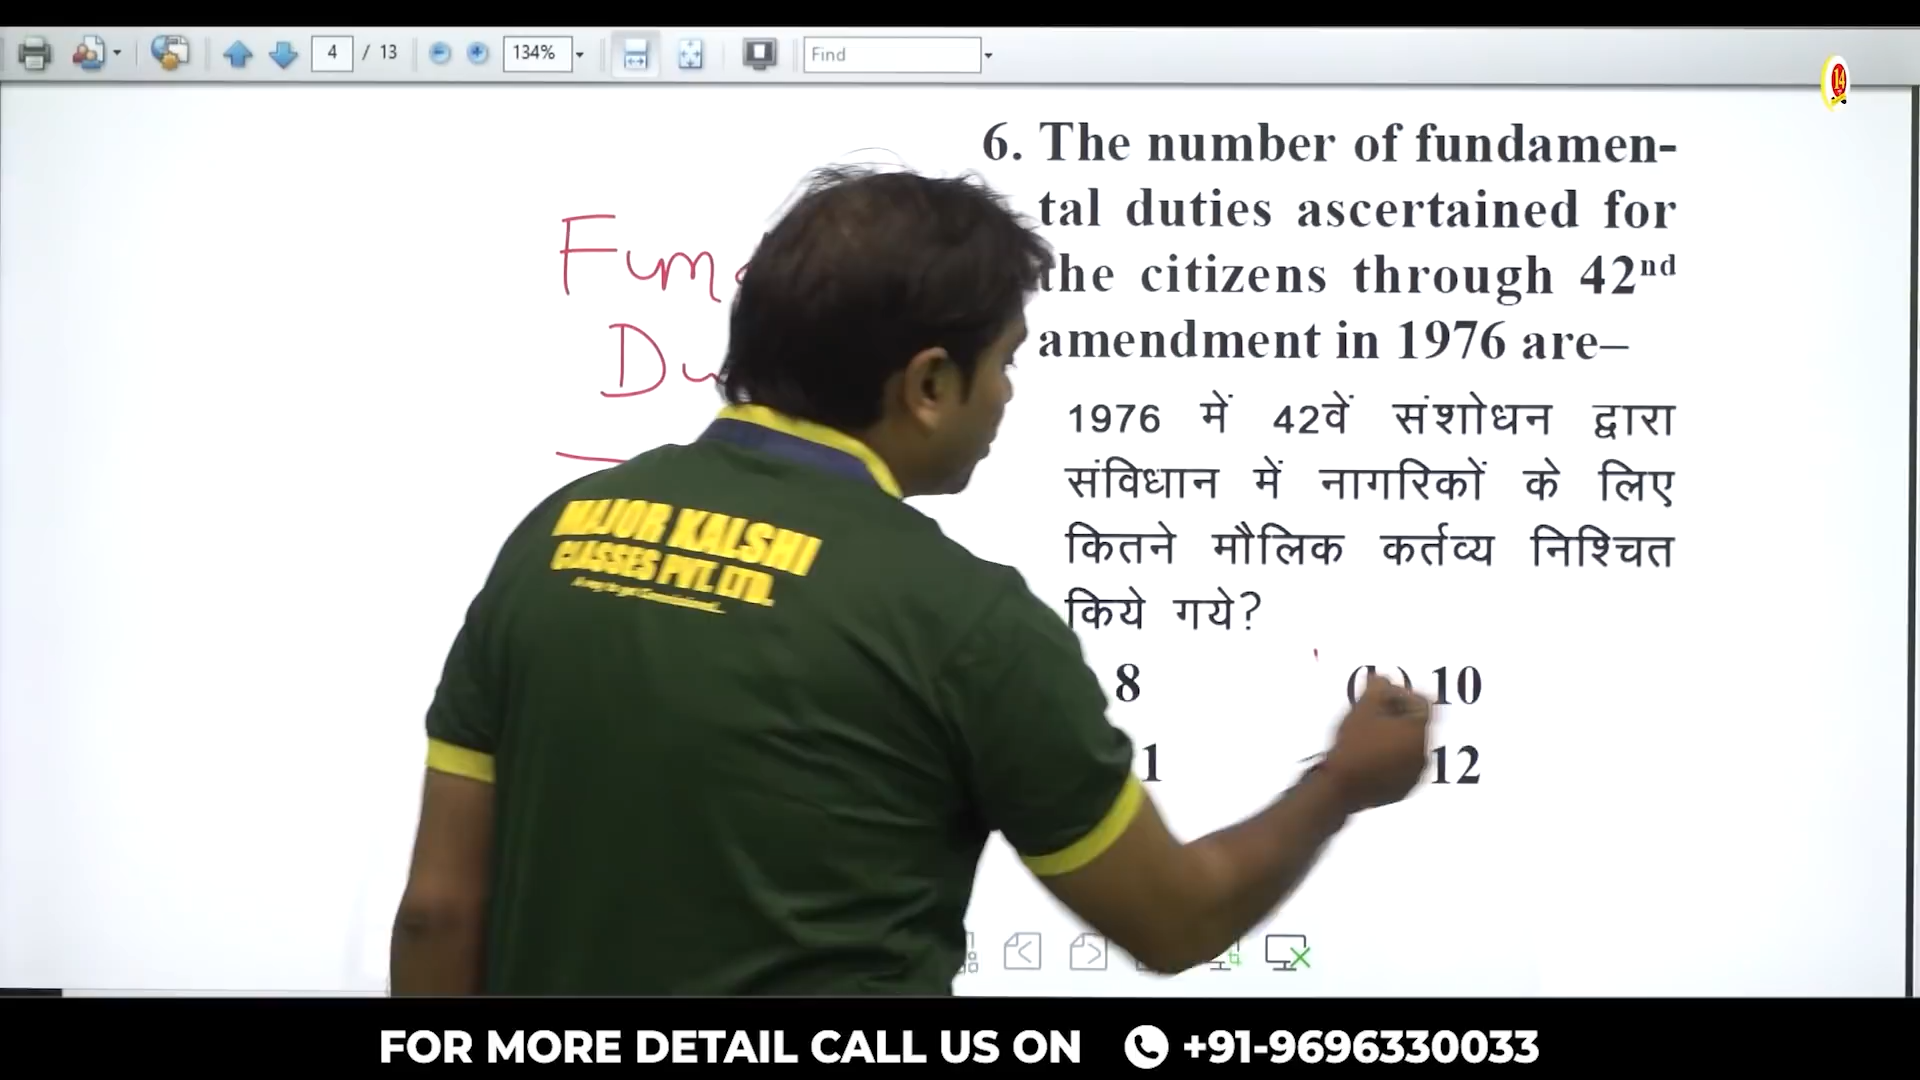 4 / 13
134%
Find
14
6. The number of fundamen-
tal duties ascertained for
the citizens through 42nd
amendment in 1976 are–
1976 में 42वें संशोधन द्वारा
संविधान में नागरिकों के लिए
कितने मौलिक कर्तव्य निश्चित
किये गये?
8
10
12
MAJOR KALSHI
CLASSES PVT. LTD.
FOR MORE DETAIL CALL US ON +91-9696330033